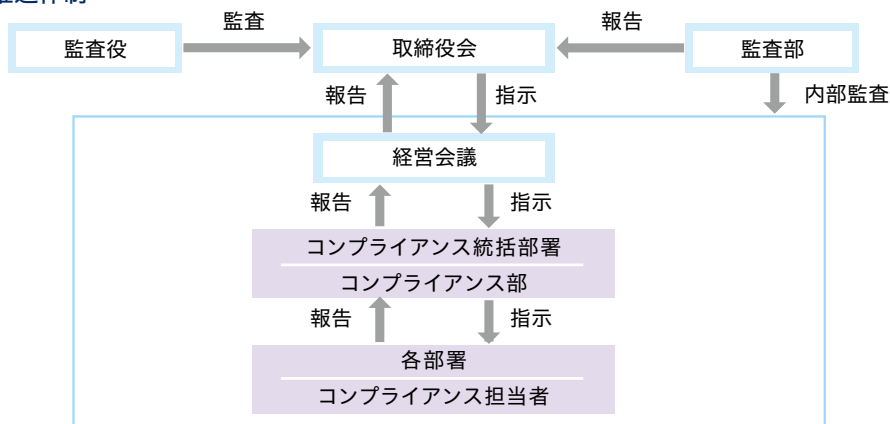 監査 報告
監査役 取締役会 監査部
報告 指示 内部監査
経営会議
報告 指示
コンプライアンス統括部署
コンプライアンス部
報告 指示
各部署
コンプライアンス担当者